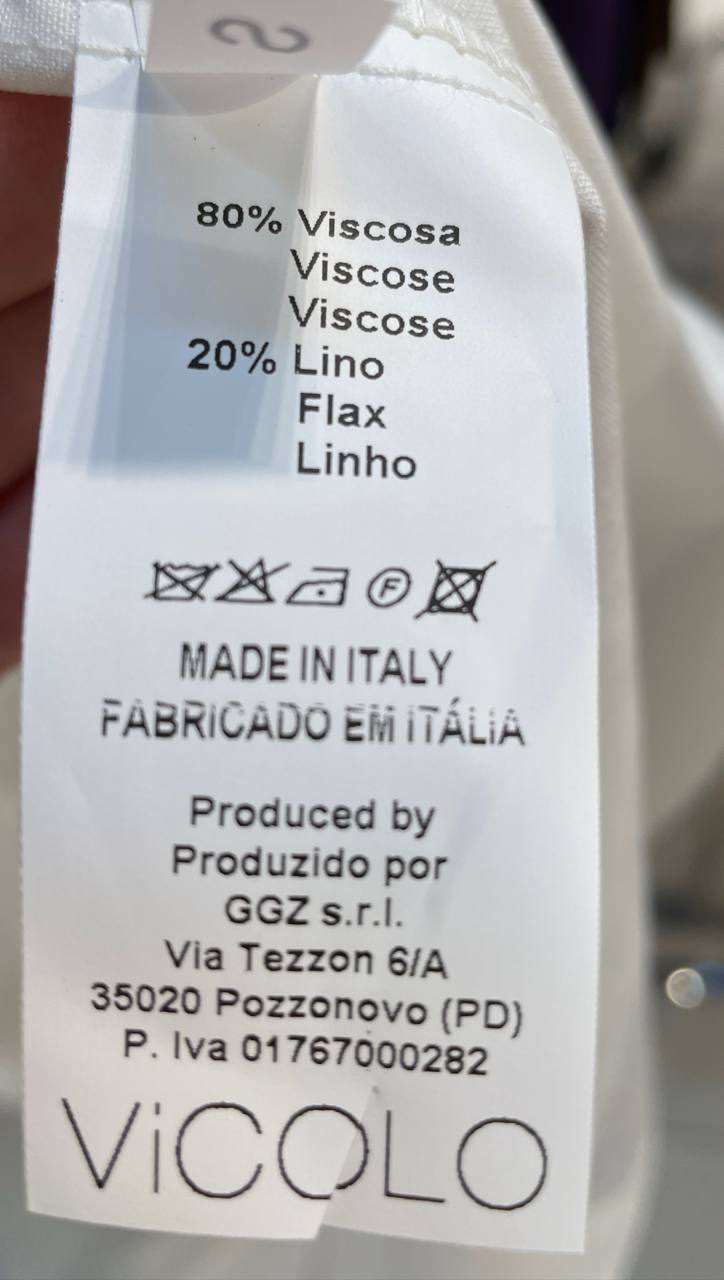 S
80% Viscosa
Viscose
Viscose
20% Lino
Flax
Linho
F
MADE IN ITALY
FABRICADO EM ITÁLIA
Produced by
Produzido por
GGZ s.r.l.
Via Tezzon 6/A
35020 Pozzonovo (PD)
P. Iva 01767000282
ViCOLO